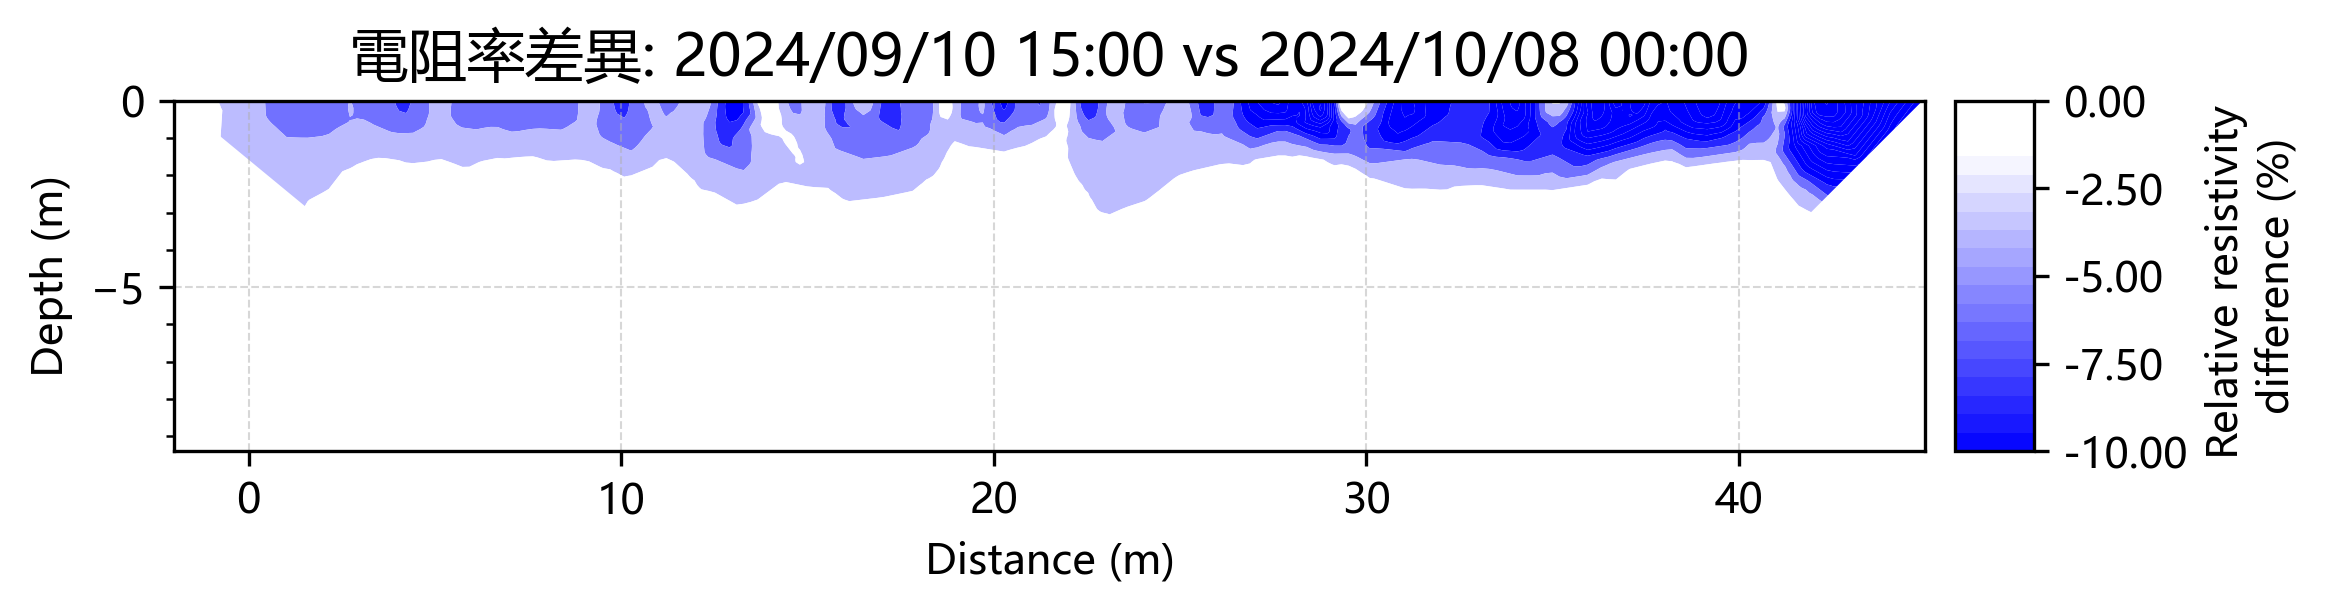 電阻率差異: 2024/09/10 15:00 vs 2024/10/08 00:00
0
−5
Depth (m)
0
10
20
30
40
Distance (m)
0.00
-2.50
-5.00
-7.50
-10.00
Relative resistivity
difference (%)